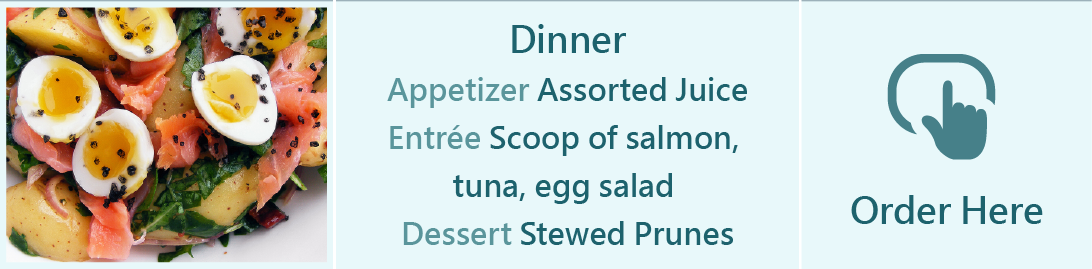 Dinner
Appetizer Assorted Juice
Entrée Scoop of salmon,
tuna, egg salad
Dessert Stewed Prunes
Order Here